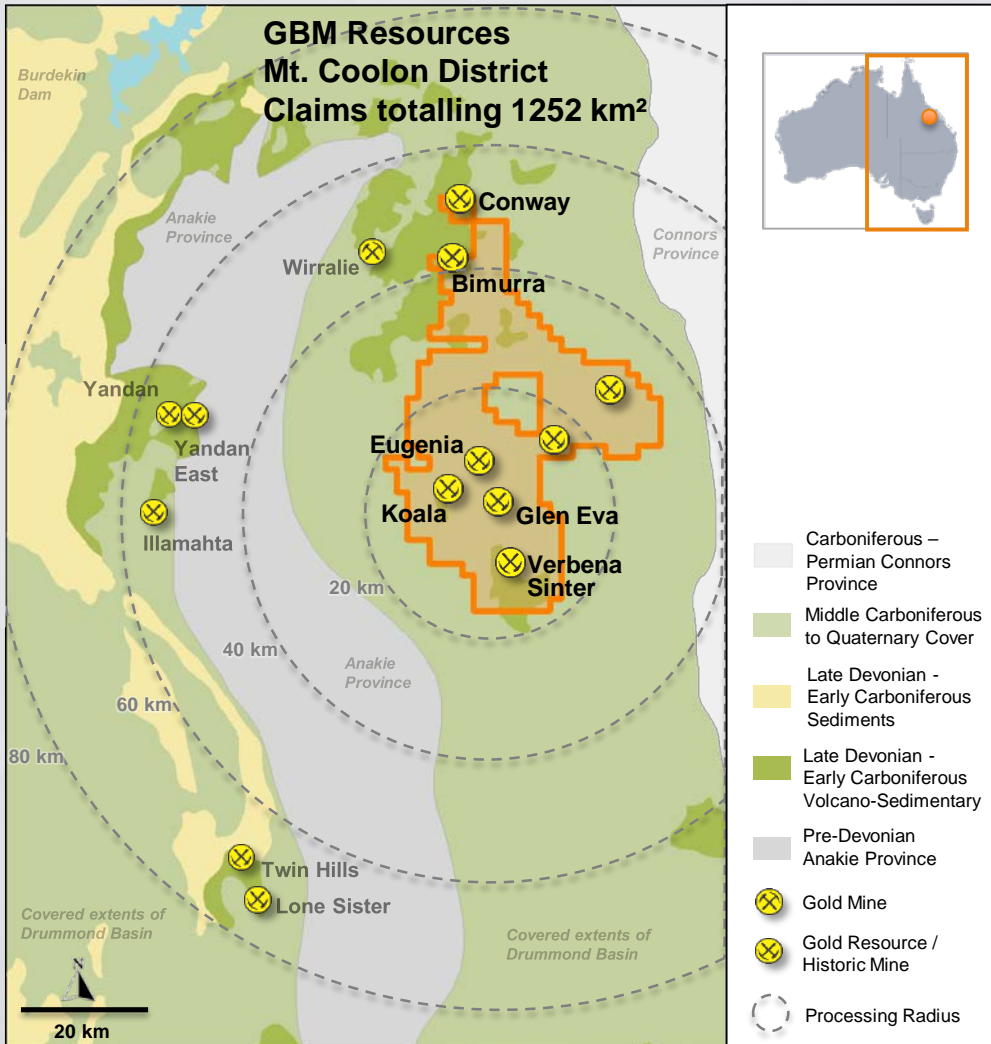 GBM Resources
Mt. Coolon District
Claims totalling 1252 km²
Burdekin
Dam
Anakie
Province
Connors
Province
Conway
Wirralie
Bimurra
Yandan
Yandan
East
Eugenia
Koala
Glen Eva
Illamahta
Verbena
Sinter
20 km
40 km
Anakie
Province
60 km
80 km
Twin Hills
Lone Sister
Covered extents of
Drummond Basin
Covered extents of
Drummond Basin
N
20 km
Carboniferous –
Permian Connors
Province
Middle Carboniferous
to Quaternary Cover
Late Devonian -
Early Carboniferous
Sediments
Late Devonian -
Early Carboniferous
Volcano-Sedimentary
Pre-Devonian
Anakie Province
Gold Mine
Gold Resource /
Historic Mine
Processing Radius